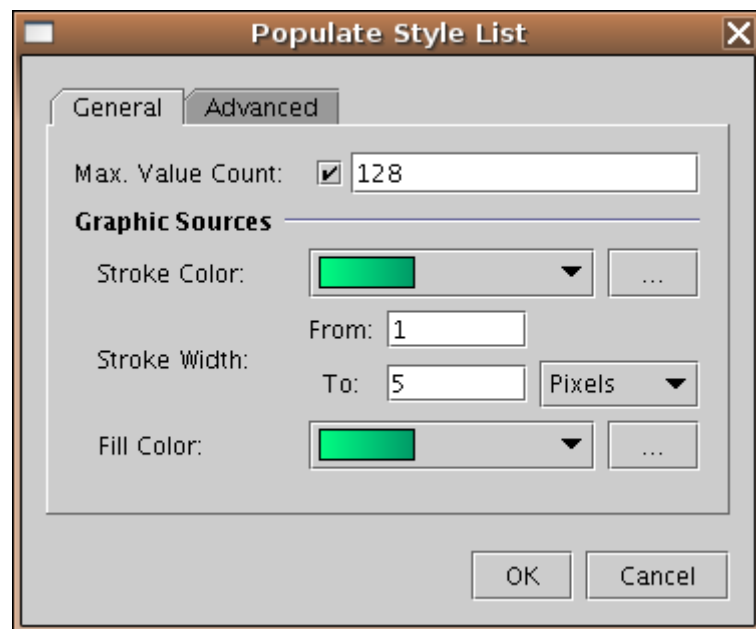 Populate Style List
General Advanced
Max. Value Count: 128
Graphic Sources
Stroke Color: ...
From: 1
Stroke Width:
To: 5 Pixels
Fill Color: ...
OK Cancel